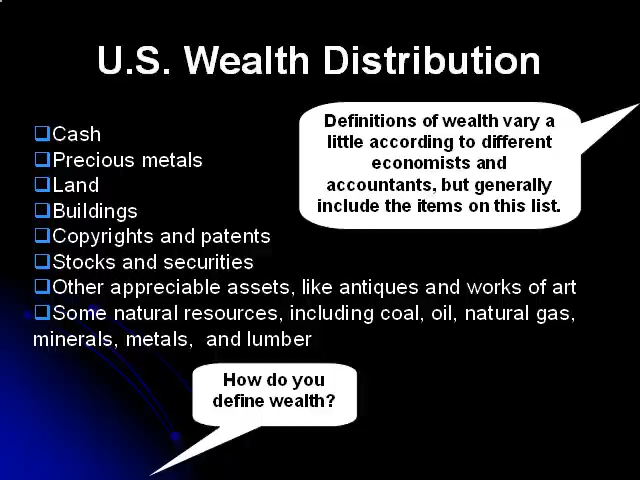 U.S. Wealth Distribution
Definitions of wealth vary a
little according to different
economists and
accountants, but generally
include the items on this list.
Cash
Precious metals
Land
Buildings
Copyrights and patents
Stocks and securities
Other appreciable assets, like antiques and works of art
Some natural resources, including coal, oil, natural gas,
minerals, metals,  and lumber
How do you
define wealth?